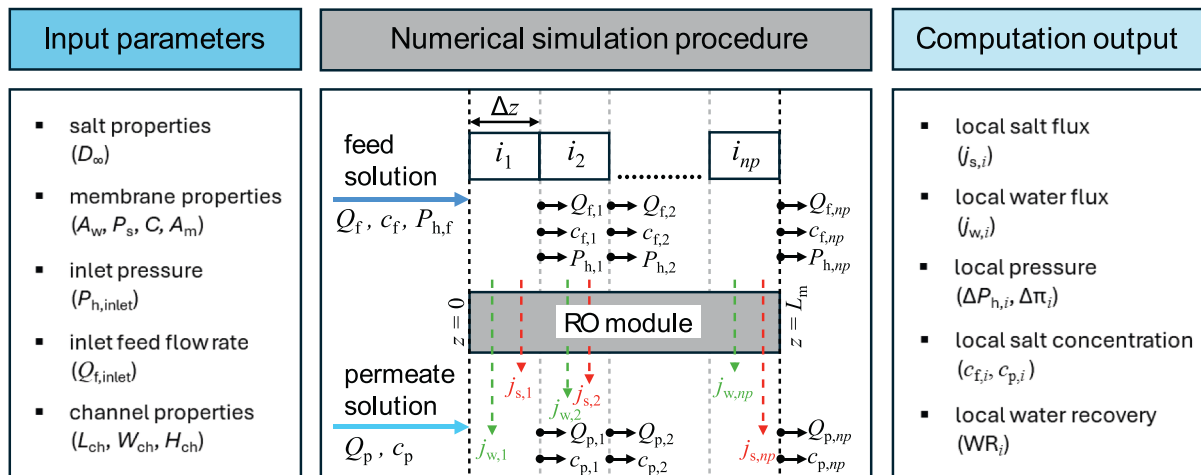 Input parameters
Numerical simulation procedure
Computation output
▪ salt properties
(D∞)
▪ membrane properties
(Aw, Ps, C, Am)
▪ inlet pressure
(Ph,inlet)
▪ inlet feed flow rate
(Qf,inlet)
▪ channel properties
(Lch, Wch, Hch)
Δz
feed
solution
i1 i2 ............ inp
Qf , cf , Ph,f
Qf,1 Qf,2 Qf,np
cf,1 cf,2 cf,np
Ph,1 Ph,2 Ph,np
z = 0
RO module
z = Lm
permeate
solution
js,1 js,2 jw,np
jw,2
Qp , cp
jw,1 Qp,1 Qp,2 js,np Qp,np
cp,1 cp,2 cp,np
▪ local salt flux
(js,i)
▪ local water flux
(jw,i)
▪ local pressure
(ΔPh,i, Δπi)
▪ local salt concentration
(cf,i, cp,i)
▪ local water recovery
(WRi)